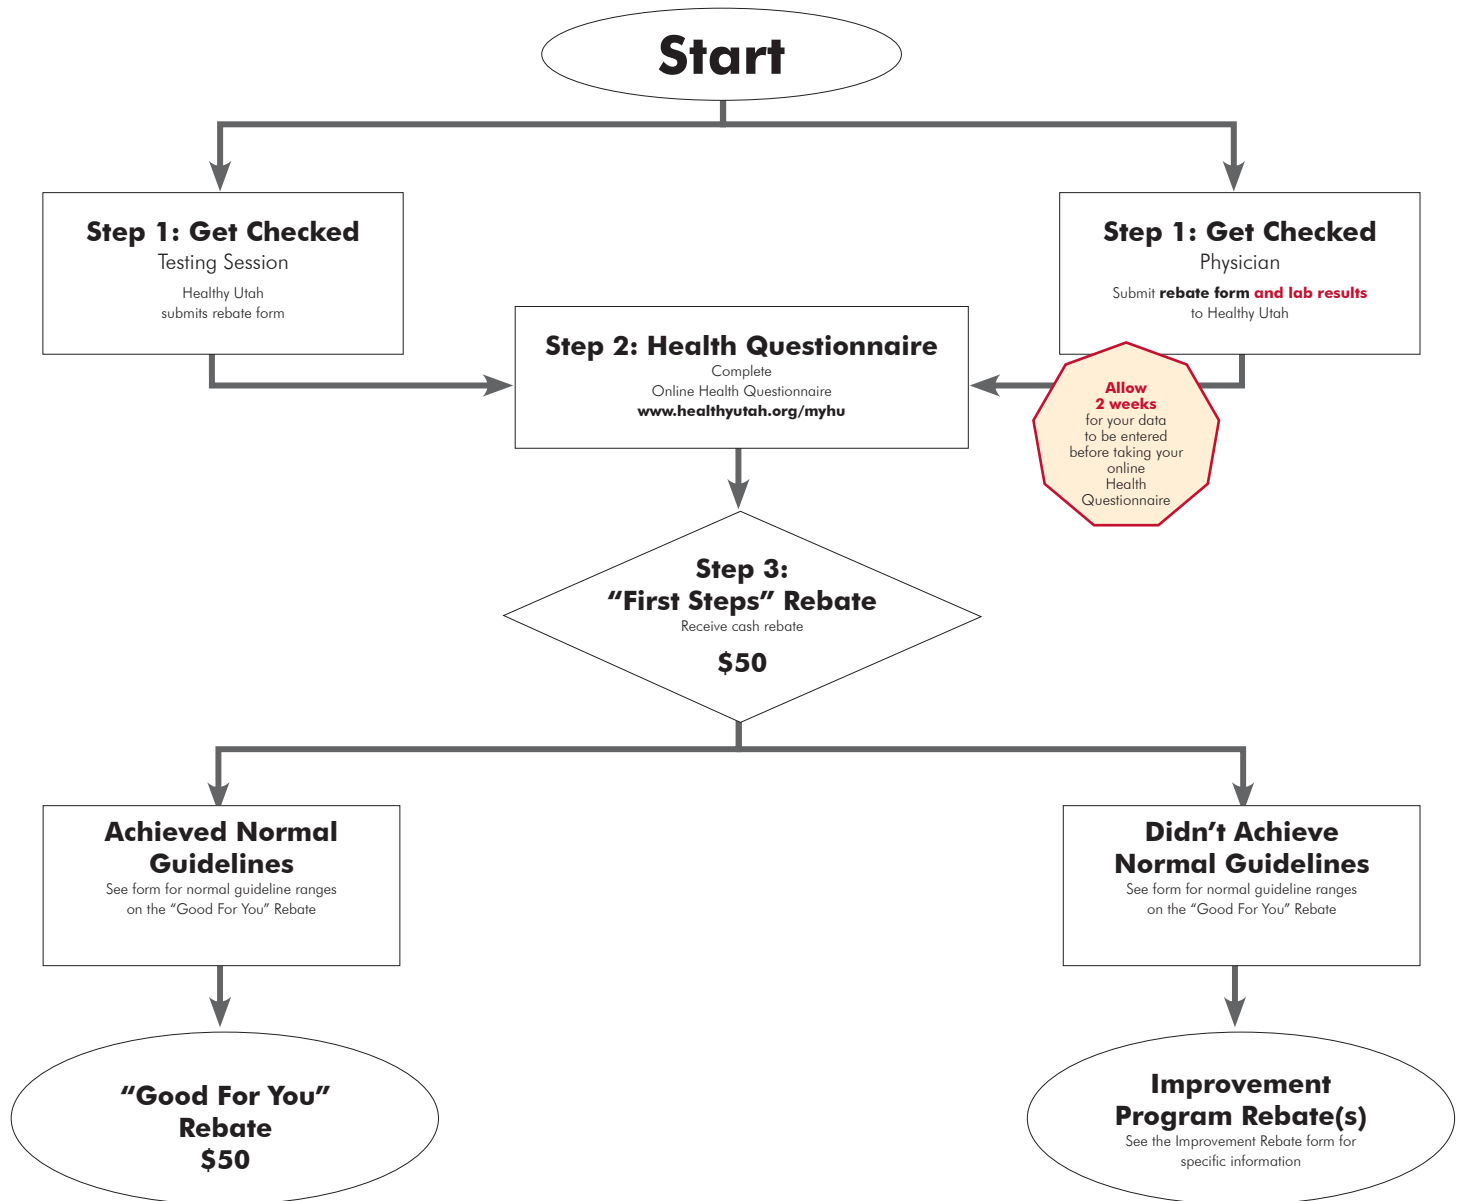 Start
Step 1: Get Checked
Testing Session
Healthy Utah
submits rebate form
Step 1: Get Checked
Physician
Submit rebate form and lab results
to Healthy Utah
Step 2: Health Questionnaire
Complete
Online Health Questionnaire
www.healthyutah.org/myhu
Allow
2 weeks
for your data
to be entered
before taking your
online
Health
Questionnaire
Step 3:
“First Steps” Rebate
Receive cash rebate
$50
Achieved Normal
Guidelines
See form for normal guideline ranges
on the “Good For You” Rebate
Didn’t Achieve
Normal Guidelines
See form for normal guideline ranges
on the “Good For You” Rebate
“Good For You”
Rebate
$50
Improvement
Program Rebate(s)
See the Improvement Rebate form for
specific information